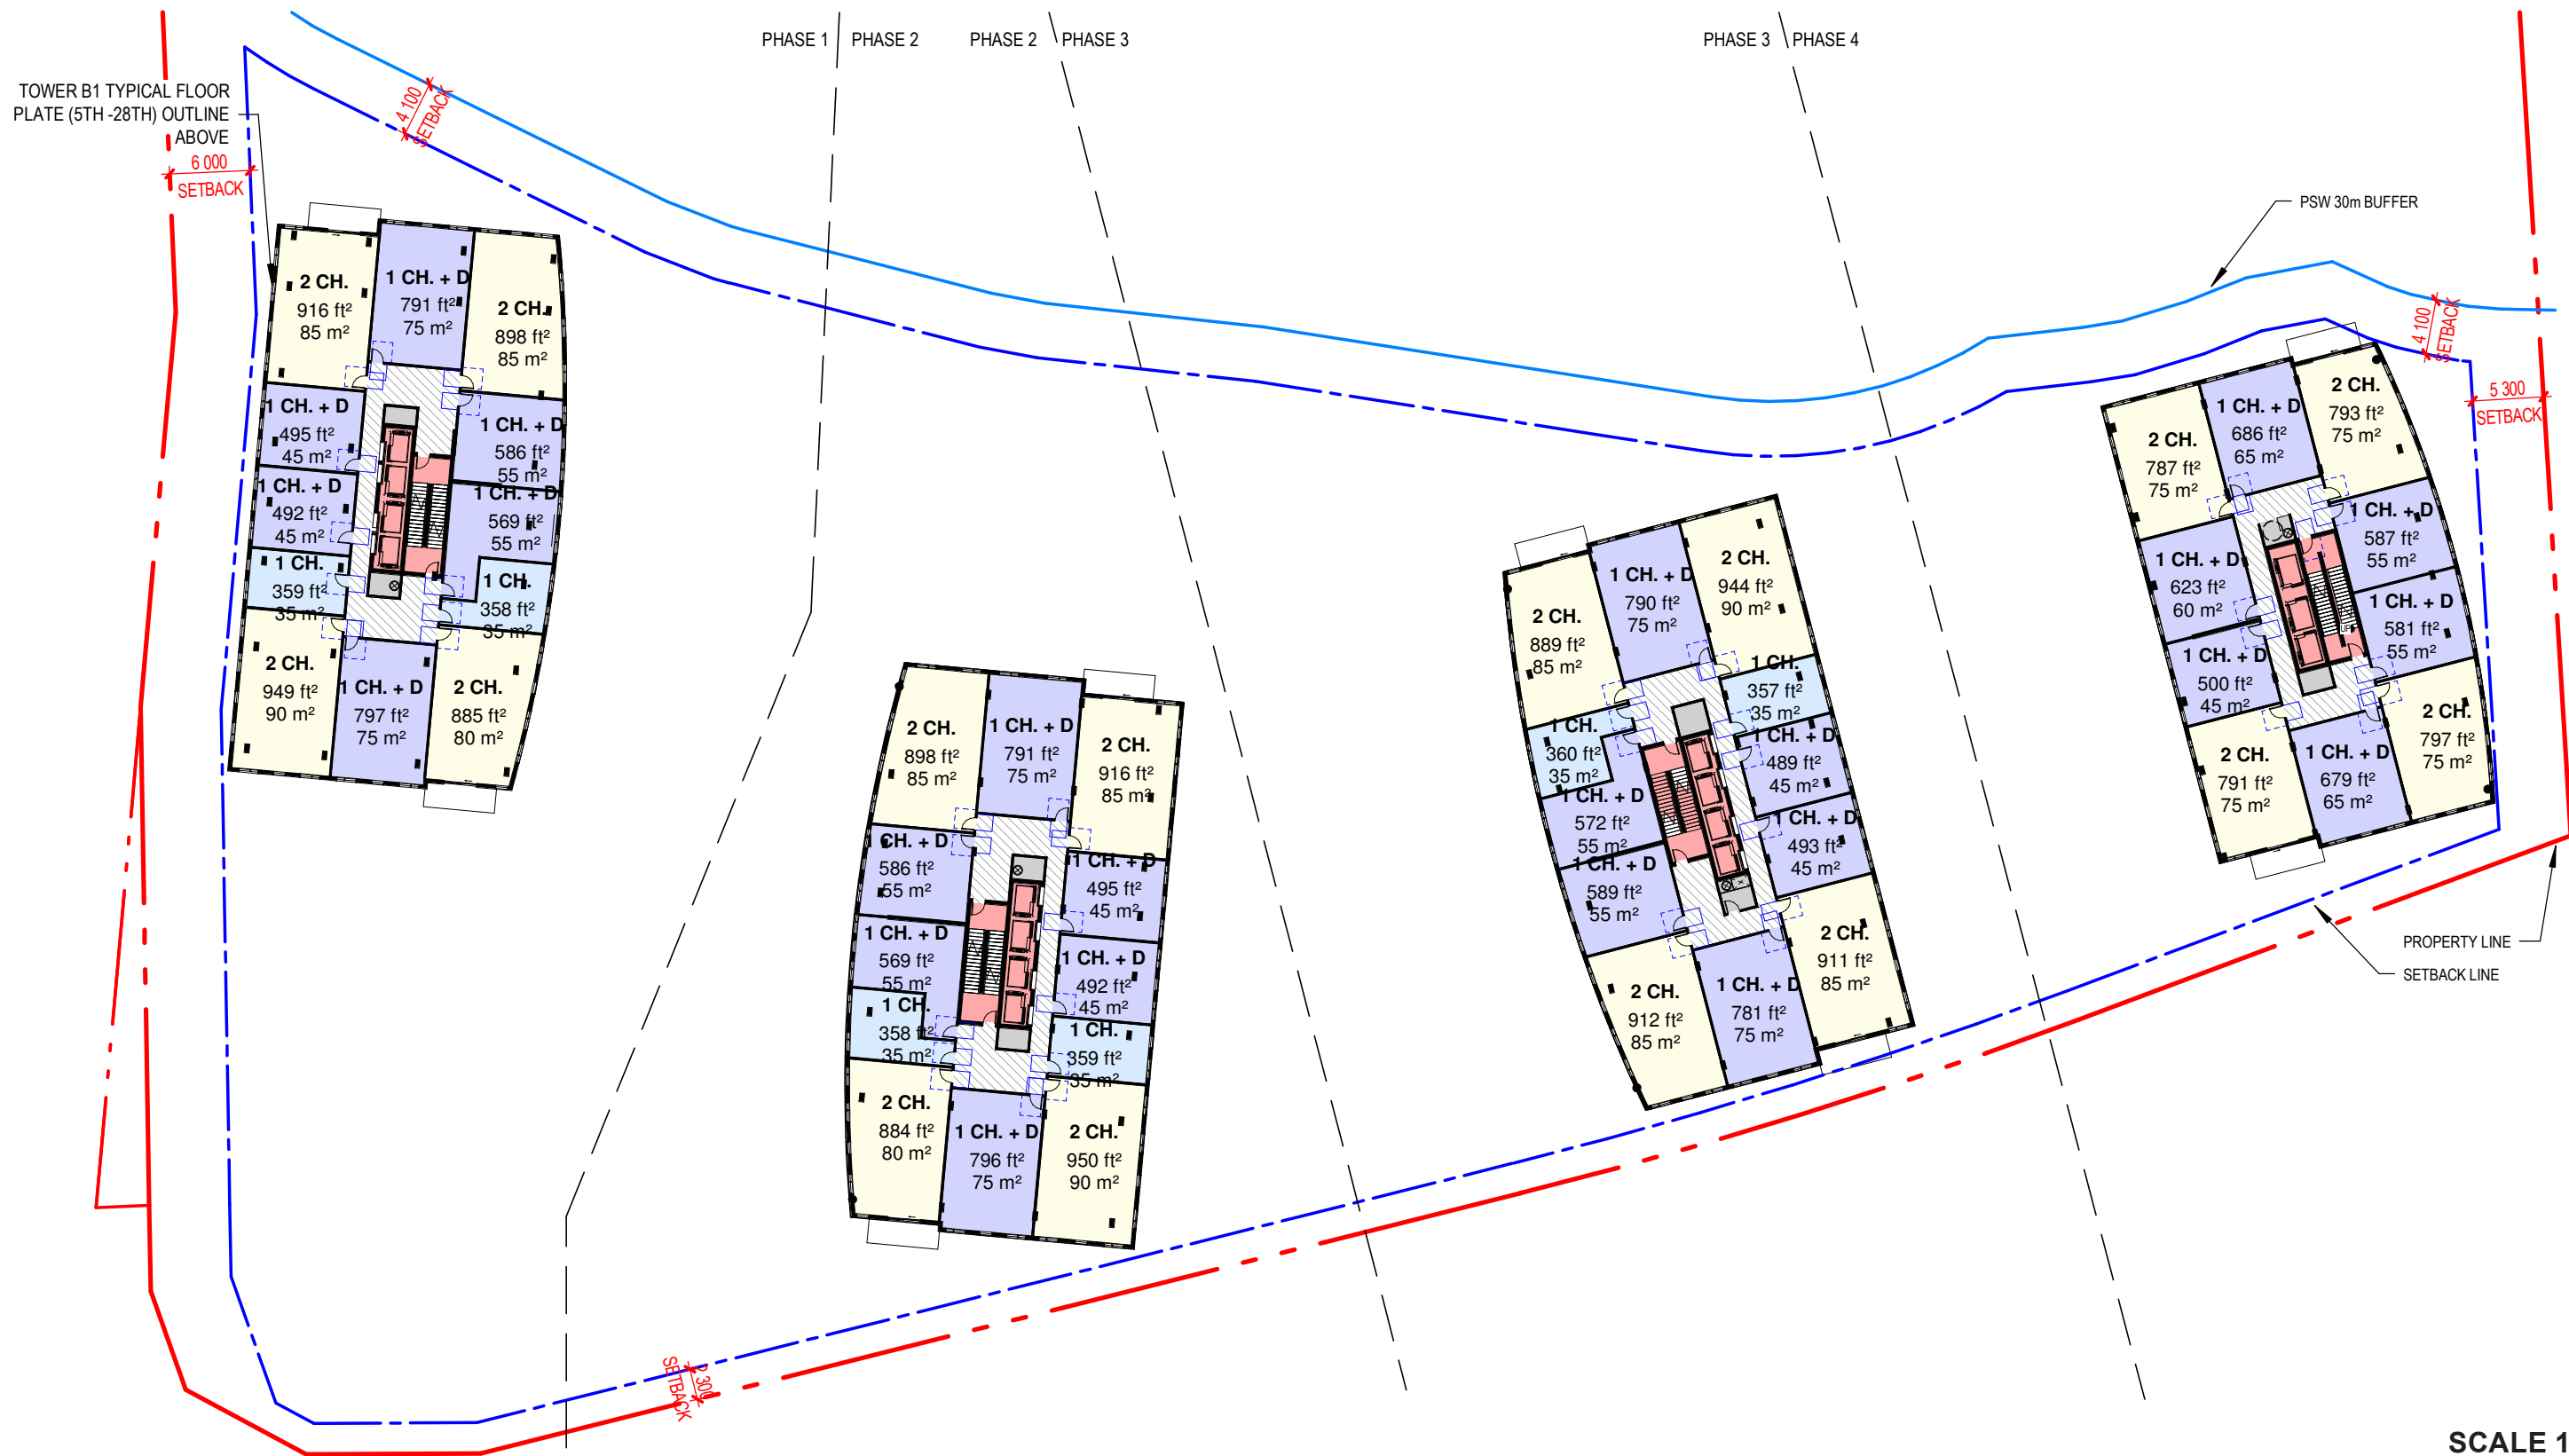 PHASE 1
PHASE 2
PHASE 2
PHASE 3
PHASE 3
PHASE 4
TOWER B1 TYPICAL FLOOR
PLATE (5TH -28TH) OUTLINE
ABOVE
6 000
SETBACK
4 100
SETBACK
PSW 30m BUFFER
4 100
SETBACK
5 300
SETBACK
2 CH.
916 ft²
85 m²
1 CH. + D
791 ft²
75 m²
2 CH.
898 ft²
85 m²
1 CH. + D
495 ft²
45 m²
1 CH. + D
586 ft²
55 m²
1 CH. + D
492 ft²
45 m²
1 CH. + D
569 ft²
55 m²
1 CH.
359 ft²
35 m²
1 CH.
358 ft²
35 m²
2 CH.
949 ft²
90 m²
1 CH. + D
797 ft²
75 m²
2 CH.
885 ft²
80 m²
2 CH.
898 ft²
85 m²
1 CH. + D
791 ft²
75 m²
2 CH.
916 ft²
85 m²
1 CH. + D
586 ft²
55 m²
1 CH. + D
495 ft²
45 m²
1 CH. + D
569 ft²
55 m²
1 CH. + D
492 ft²
45 m²
1 CH.
358 ft²
35 m²
1 CH.
359 ft²
35 m²
2 CH.
884 ft²
80 m²
1 CH. + D
796 ft²
75 m²
2 CH.
950 ft²
90 m²
2 CH.
889 ft²
85 m²
1 CH. + D
790 ft²
75 m²
2 CH.
944 ft²
90 m²
1 CH.
357 ft²
35 m²
1 CH.
360 ft²
35 m²
1 CH. + D
489 ft²
45 m²
1 CH. + D
572 ft²
55 m²
1 CH. + D
493 ft²
45 m²
1 CH. + D
589 ft²
55 m²
2 CH.
912 ft²
85 m²
1 CH. + D
781 ft²
75 m²
2 CH.
911 ft²
85 m²
2 CH.
787 ft²
75 m²
1 CH. + D
686 ft²
65 m²
2 CH.
793 ft²
75 m²
1 CH. + D
587 ft²
55 m²
1 CH. + D
623 ft²
60 m²
1 CH. + D
581 ft²
55 m²
UP
1 CH. + D
500 ft²
45 m²
2 CH.
791 ft²
75 m²
1 CH. + D
679 ft²
65 m²
2 CH.
797 ft²
75 m²
PROPERTY LINE
SETBACK LINE
2 300
SETBACK
SCALE 1